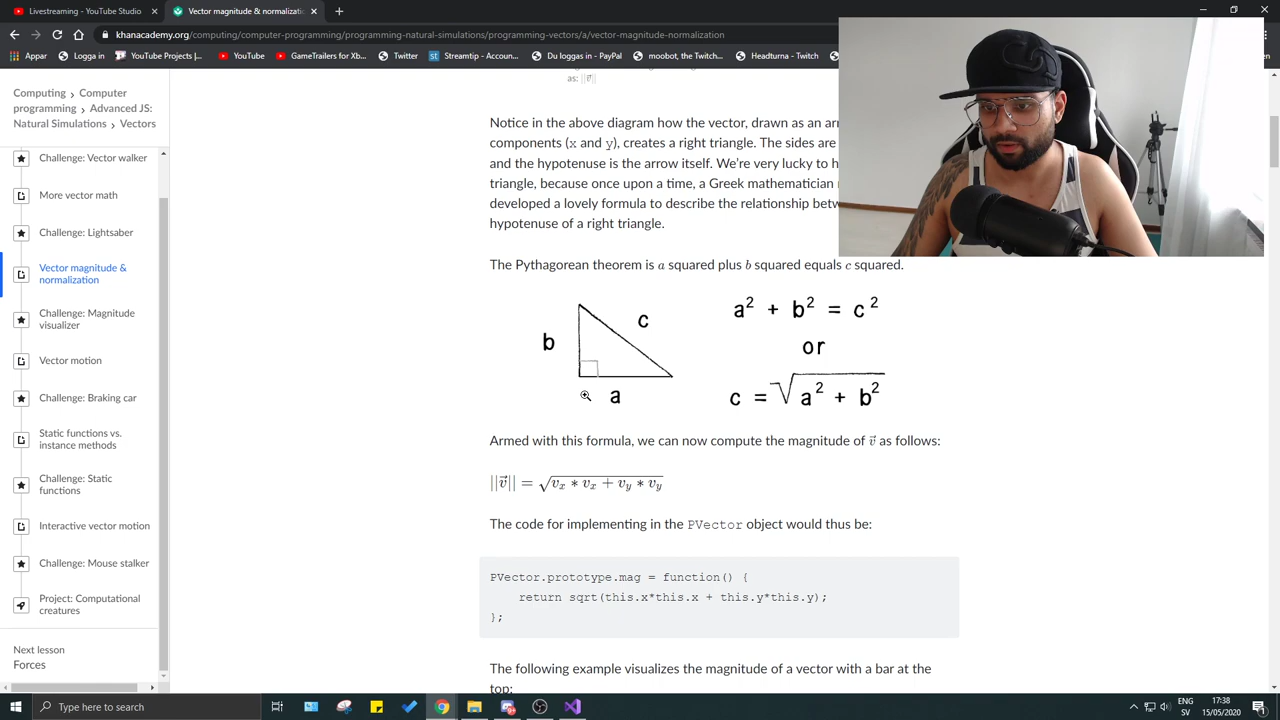 Livestreaming - YouTube Studio
Vector magnitude & normalizatio
khanacademy.org/computing/computer-programming/programming-natural-simulations/programming-vectors/a/vector-magnitude-normalization
Appar
Logga in
YouTube Projects |...
YouTube
GameTrailers for Xb...
Twitter
Streamtip - Accoun...
Du loggas in - PayPal
moobot, the Twitch...
Headturna - Twitch
Computing > Computer
programming > Advanced JS:
Natural Simulations > Vectors
Challenge: Vector walker
More vector math
Challenge: Lightsaber
Vector magnitude &
normalization
Challenge: Magnitude
visualizer
Vector motion
Challenge: Braking car
Static functions vs.
instance methods
Challenge: Static
functions
Interactive vector motion
Challenge: Mouse stalker
Project: Computational
creatures
Next lesson
Forces
as: ||v⃗||
Notice in the above diagram how the vector, drawn as an
components (x and y), creates a right triangle. The sides are
and the hypotenuse is the arrow itself. We're very lucky to
triangle, because once upon a time, a Greek mathematician
developed a lovely formula to describe the relationship
hypotenuse of a right triangle.
The Pythagorean theorem is a squared plus b squared equals c squared.
b
c
a
a² + b² = c²
or
c = √a² + b²
Armed with this formula, we can now compute the magnitude of v⃗ as follows:
||v⃗|| = √vx * vx + vy * vy
The code for implementing in the PVector object would thus be:
PVector.prototype.mag = function() {
return sqrt(this.x*this.x + this.y*this.y);
};
The following example visualizes the magnitude of a vector with a bar at the
top:
Type here to search
ENG
SV
17:38
15/05/2020